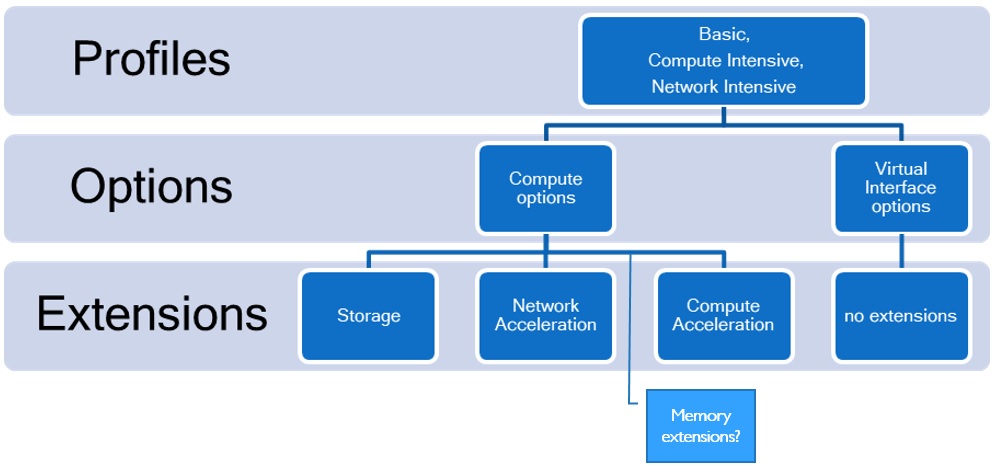 Profiles
Basic,
Compute Intensive,
Network Intensive
Options
Compute
options
Virtual
Interface
options
Extensions
Storage
Network
Acceleration
Compute
Acceleration
no extensions
Memory
extensions?